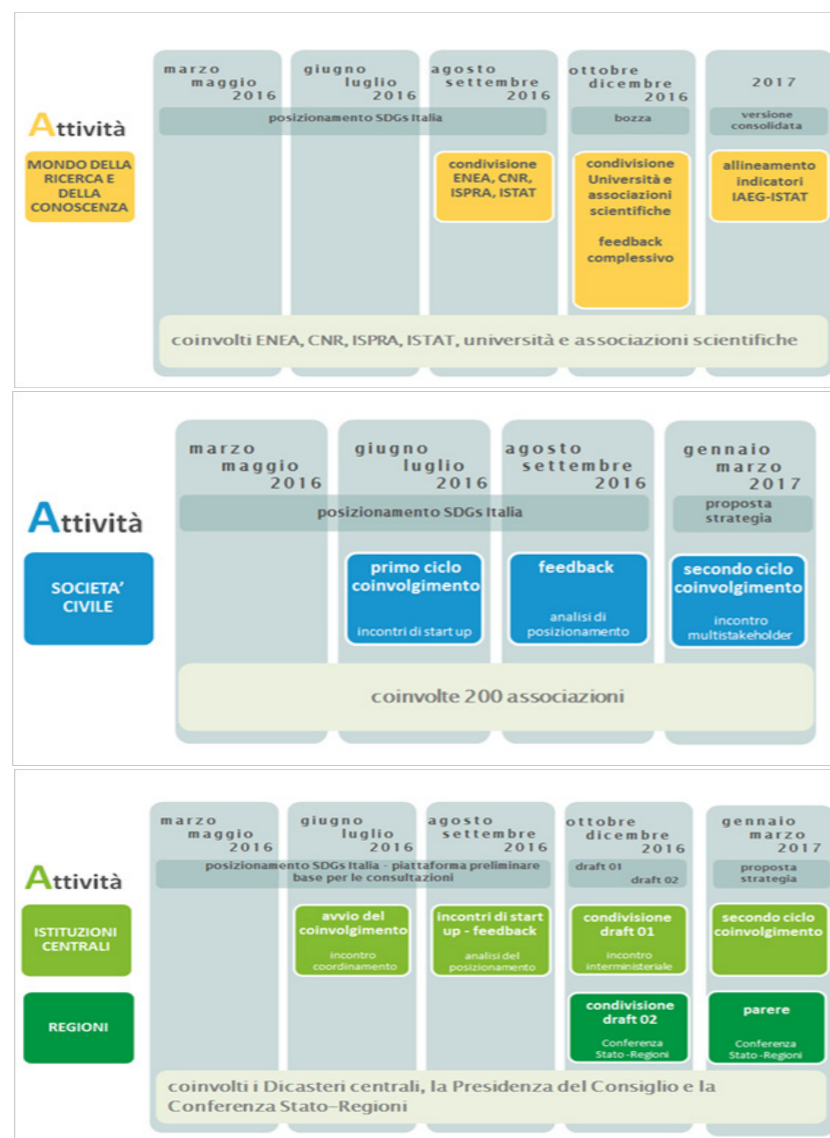 marzo
maggio
2016
giugno
luglio
2016
agosto
settembre
2016
ottobre
dicembre
2016
2017
Attività
posizionamento SDGs Italia
bozza
versione
consolidata
MONDO DELLA
RICERCA E
DELLA
CONOSCENZA
condivisione
ENEA, CNR,
ISPRA, ISTAT
condivisione
Università e
associazioni
scientifiche
feedback
complessivo
allineamento
indicatori
IAEG-ISTAT
coinvolti ENEA, CNR, ISPRA, ISTAT, università e associazioni scientifiche
marzo
maggio
2016
giugno
luglio
2016
agosto
settembre
2016
gennaio
marzo
2017
Attività
posizionamento SDGs Italia
proposta
strategia
SOCIETA’
CIVILE
primo ciclo
coinvolgimento
incontri di start up
feedback
analisi di
posizionamento
secondo ciclo
coinvolgimento
incontro
multistakeholder
coinvolte 200 associazioni
marzo
maggio
2016
giugno
luglio
2016
agosto
settembre
2016
ottobre
dicembre
2016
gennaio
marzo
2017
Attività
posizionamento SDGs Italia - piattaforma preliminare
base per le consultazioni
draft 01
draft 02
proposta
strategia
ISTITUZIONI
CENTRALI
avvio del
coinvolgimento
incontro
coordinamento
incontri di start
up - feedback
analisi del
posizionamento
condivisione
draft 01
incontro
interministeriale
secondo ciclo
coinvolgimento
REGIONI
condivisione
draft 02
Conferenza
Stato -Regioni
parere
Conferenza
Stato -Regioni
coinvolti i Dicasteri centrali, la Presidenza del Consiglio e la
Conferenza Stato–Regioni